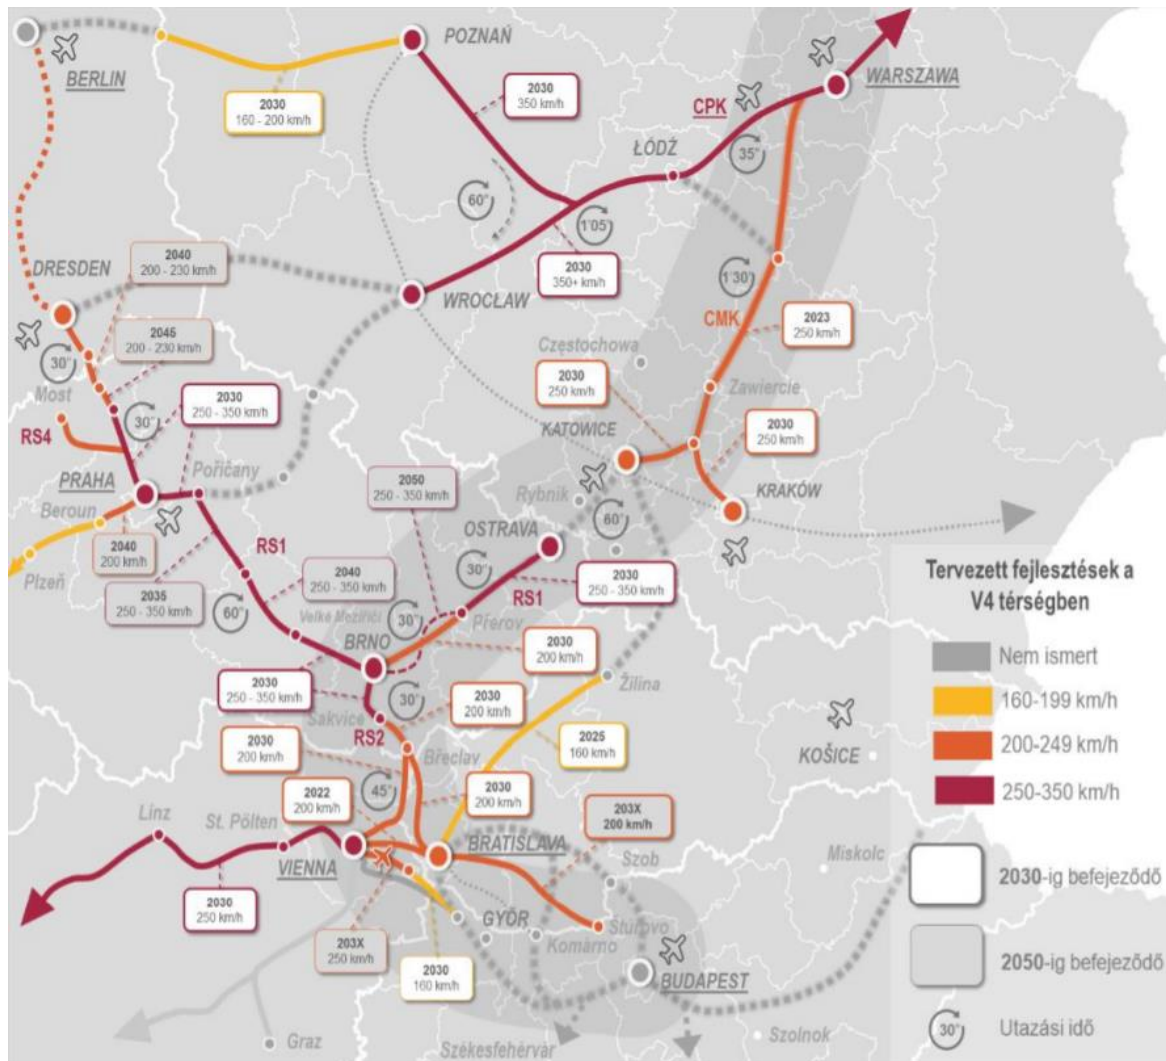 POZNAŃ
BERLIN
WARSZAWA
2030
160 - 200 km/h
2030
350 km/h
CPK
ŁÓDŹ
35"
60"
1'05"
2030
350+ km/h
DRESDEN
2040
200 - 230 km/h
WROCŁAW
1'30'
CMK
2023
250 km/h
2045
200 - 230 km/h
30"
Most
Częstochowa
2030
250 km/h
Zawiercie
2030
250 - 350 km/h
30"
RS4
KATOWICE
2030
250 km/h
PRAHA
Poříčany
2050
250 - 350 km/h
Rybnik
KRAKÓW
Beroun
OSTRAVA
60"
2040
200 km/h
Plzeň
RS1
2035
250 - 350 km/h
60"
2040
250 - 350 km/h
30"
2030
250 - 350 km/h
RS1
Velké Meziříčí
30"
Přerov
BRNO
2030
200 km/h
2030
250 - 350 km/h
Sakvice
30"
Žilina
RS2
2030
200 km/h
2030
200 km/h
Břeclav
2025
160 km/h
KOŠICE
2022
200 km/h
45"
2030
200 km/h
203X
200 km/h
Linz
St. Pölten
VIENNA
BRATISLAVA
Szob
Miskolc
2030
250 km/h
GYŐR
Štúrovo
Komárno
203X
250 km/h
2030
160 km/h
BUDAPEST
Graz
Székesfehérvár
Szolnok
Tervezett fejlesztések a
V4 térségben
Nem ismert
160-199 km/h
200-249 km/h
250-350 km/h
2030-ig befejeződő
2050-ig befejeződő
30"
Utazási idő